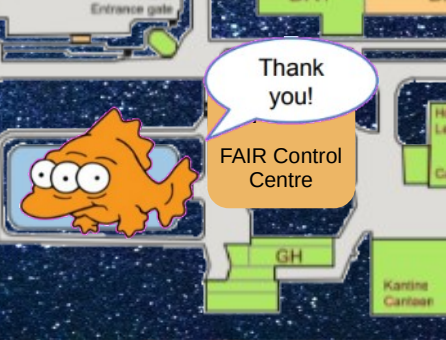 Entrance gate
Thank
you!
FAIR Control
Centre
GH
Kantine
Canteen